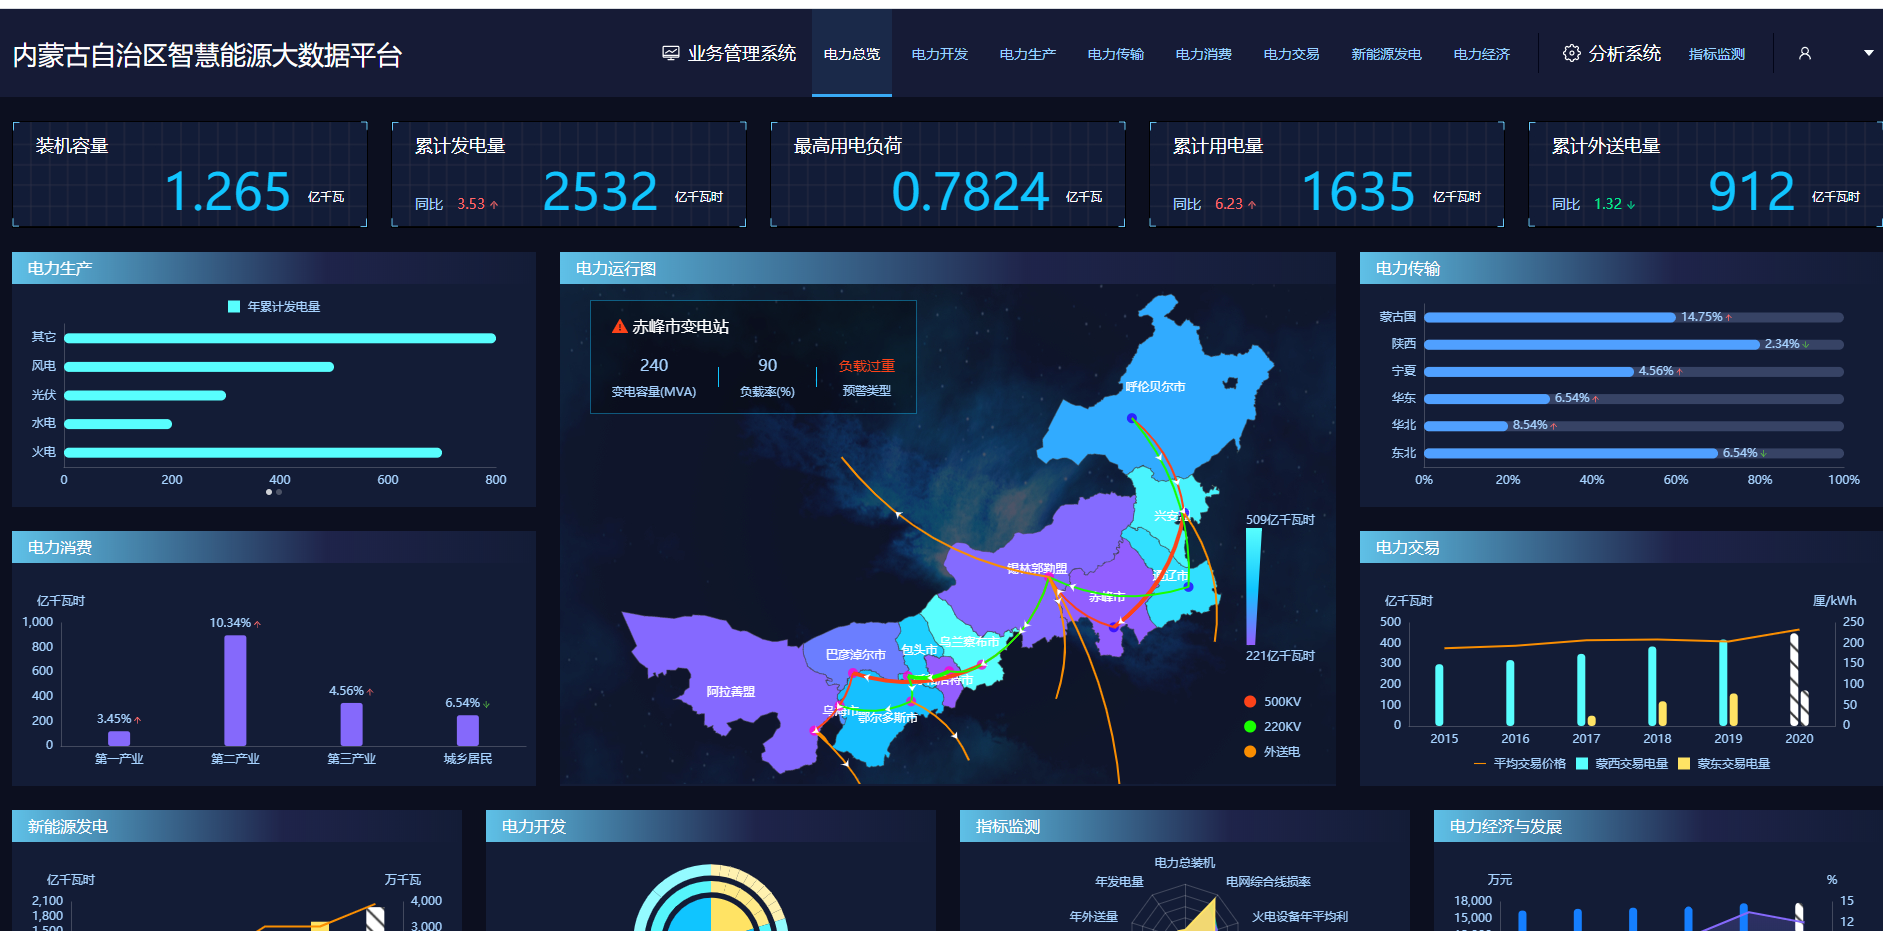 内蒙古自治区智慧能源大数据平台
业务管理系统 电力总览 电力开发 电力生产 电力传输 电力消费 电力交易 新能源发电 电力经济 分析系统 指标监测
装机容量
1.265 亿千瓦
累计发电量
同比 3.53 ↑ 2532 亿千瓦时
最高用电负荷
0.7824 亿千瓦
累计用电量
同比 6.23 ↑ 1635 亿千瓦时
累计外送电量
同比 1.32 ↓ 912 亿千瓦时
电力生产
年累计发电量
其它
风电
光伏
水电
火电
0 200 400 600 800
电力消费
亿千瓦时
1,000
800
600
400
200
0
3.45% ↑
10.34% ↑
4.56% ↑
6.54% ↓
第一产业 第二产业 第三产业 城乡居民
电力运行图
赤峰市变电站
240 90 负载过重
变电容量(MVA) 负载率(%) 预警类型
呼伦贝尔市
兴安
锡林郭勒盟
通辽市
赤峰市
乌兰察布市
包头市
巴彦淖尔市
浩特市
阿拉善盟
乌海市
鄂尔多斯市
509亿千瓦时
221亿千瓦时
500KV
220KV
外送电
电力传输
蒙古国 14.75% ↑
陕西 2.34% ↓
宁夏 4.56% ↑
华东 6.54% ↑
华北 8.54% ↑
东北 6.54% ↓
0% 20% 40% 60% 80% 100%
电力交易
亿千瓦时 厘/kWh
500 250
400 200
300 150
200 100
100 50
0 0
2015 2016 2017 2018 2019 2020
平均交易价格 蒙西交易电量 蒙东交易电量
新能源发电
亿千瓦时 万千瓦
2,100 4,000
1,800
1,500 3,000
电力开发
指标监测
电力总装机
年发电量 电网综合线损率
年外送量 火电设备年平均利
电力经济与发展
万元 %
18,000 15
15,000 12